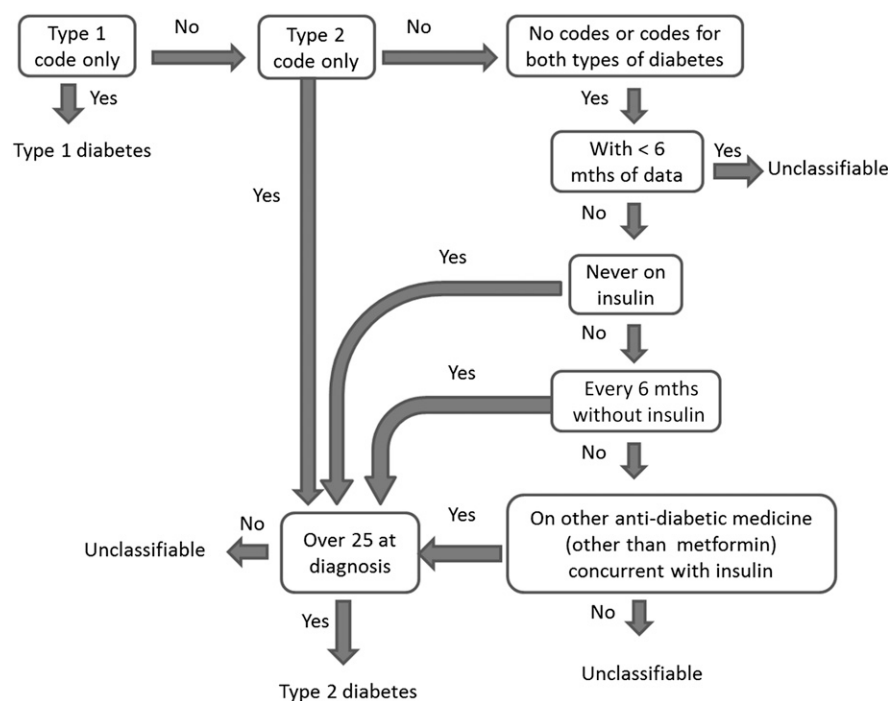 Type 1
code only
No
Type 2
code only
No
No codes or codes for
both types of diabetes
Yes
Type 1 diabetes
Yes
Yes
With < 6
mths of data
Yes
Unclassifiable
No
Yes
Never on
insulin
No
Yes
Every 6 mths
without insulin
No
On other anti-diabetic medicine
(other than metformin)
concurrent with insulin
Yes
Over 25 at
diagnosis
No
Unclassifiable
Yes
Type 2 diabetes
No
Unclassifiable